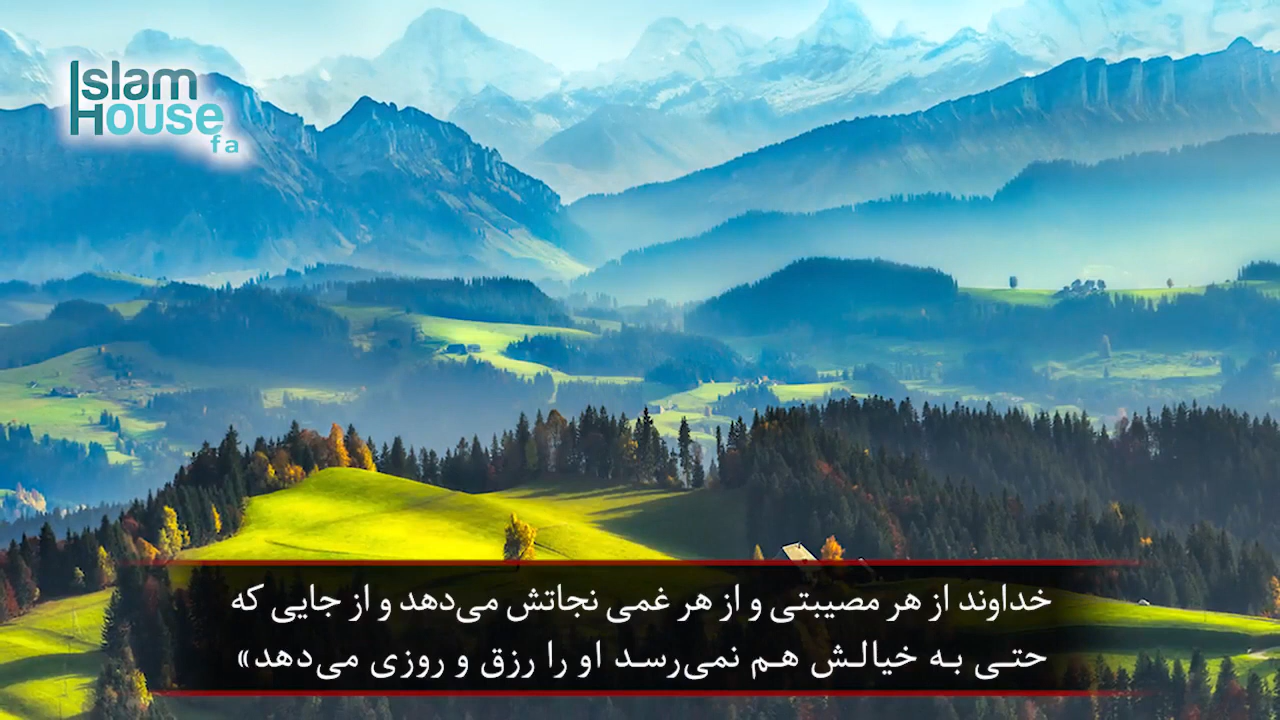 Islam
House
fa
خداوند از هر مصیبتی و از هر غمی نجاتش می‌دهد و از جایی که
حتی به خیالش هم نمی‌رسد او را رزق و روزی می‌دهد»